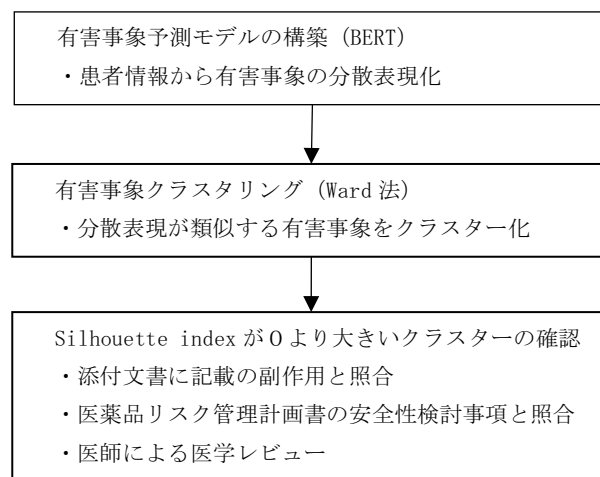 有害事象予測モデルの構築 (BERT)
・患者情報から有害事象の分散表現化
有害事象クラスタリング (Ward 法)
・分散表現が類似する有害事象をクラスター化
Silhouette index が０より大きいクラスターの確認
・添付文書に記載の副作用と照合
・医薬品リスク管理計画書の安全性検討事項と照合
・医師による医学レビュー